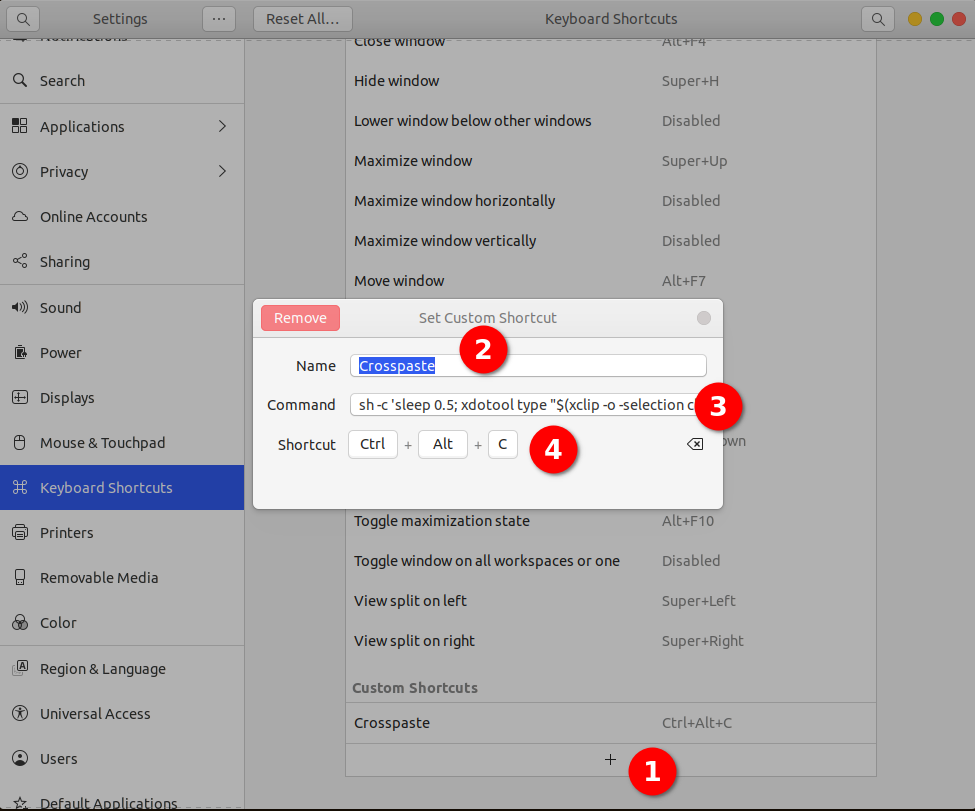 Settings
Reset All…
Keyboard Shortcuts
Notifications
Search
Applications
Privacy
Online Accounts
Sharing
Sound
Power
Displays
Mouse & Touchpad
Keyboard Shortcuts
Printers
Removable Media
Color
Region & Language
Universal Access
Users
Default Applications
Close window Alt+F4
Hide window Super+H
Lower window below other windows Disabled
Maximize window Super+Up
Maximize window horizontally Disabled
Maximize window vertically Disabled
Move window Alt+F7
Remove Set Custom Shortcut
2
Name Crosspaste
Command sh -c 'sleep 0.5; xdotool type "$(xclip -o -selection c
3
Shortcut Ctrl + Alt + C
4
Toggle maximization state Alt+F10
Toggle window on all workspaces or one Disabled
View split on left Super+Left
View split on right Super+Right
Custom Shortcuts
Crosspaste Ctrl+Alt+C
+
1